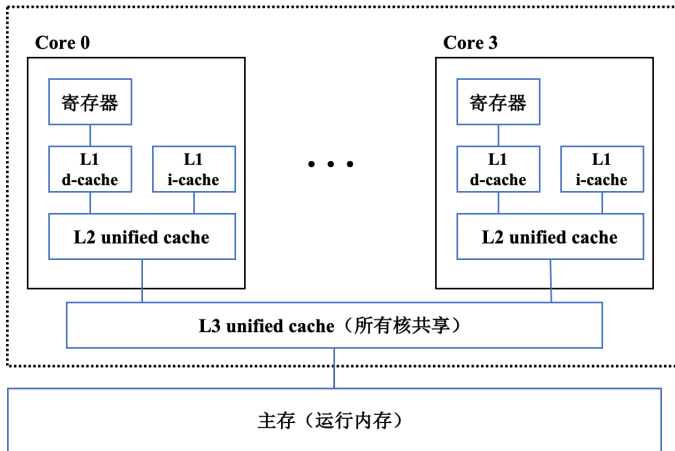 Core 0
Core 3
寄存器
寄存器
L1
d-cache
L1
i-cache
• • •
L1
d-cache
L1
i-cache
L2 unified cache
L2 unified cache
L3 unified cache（所有核共享）
主存（运行内存）